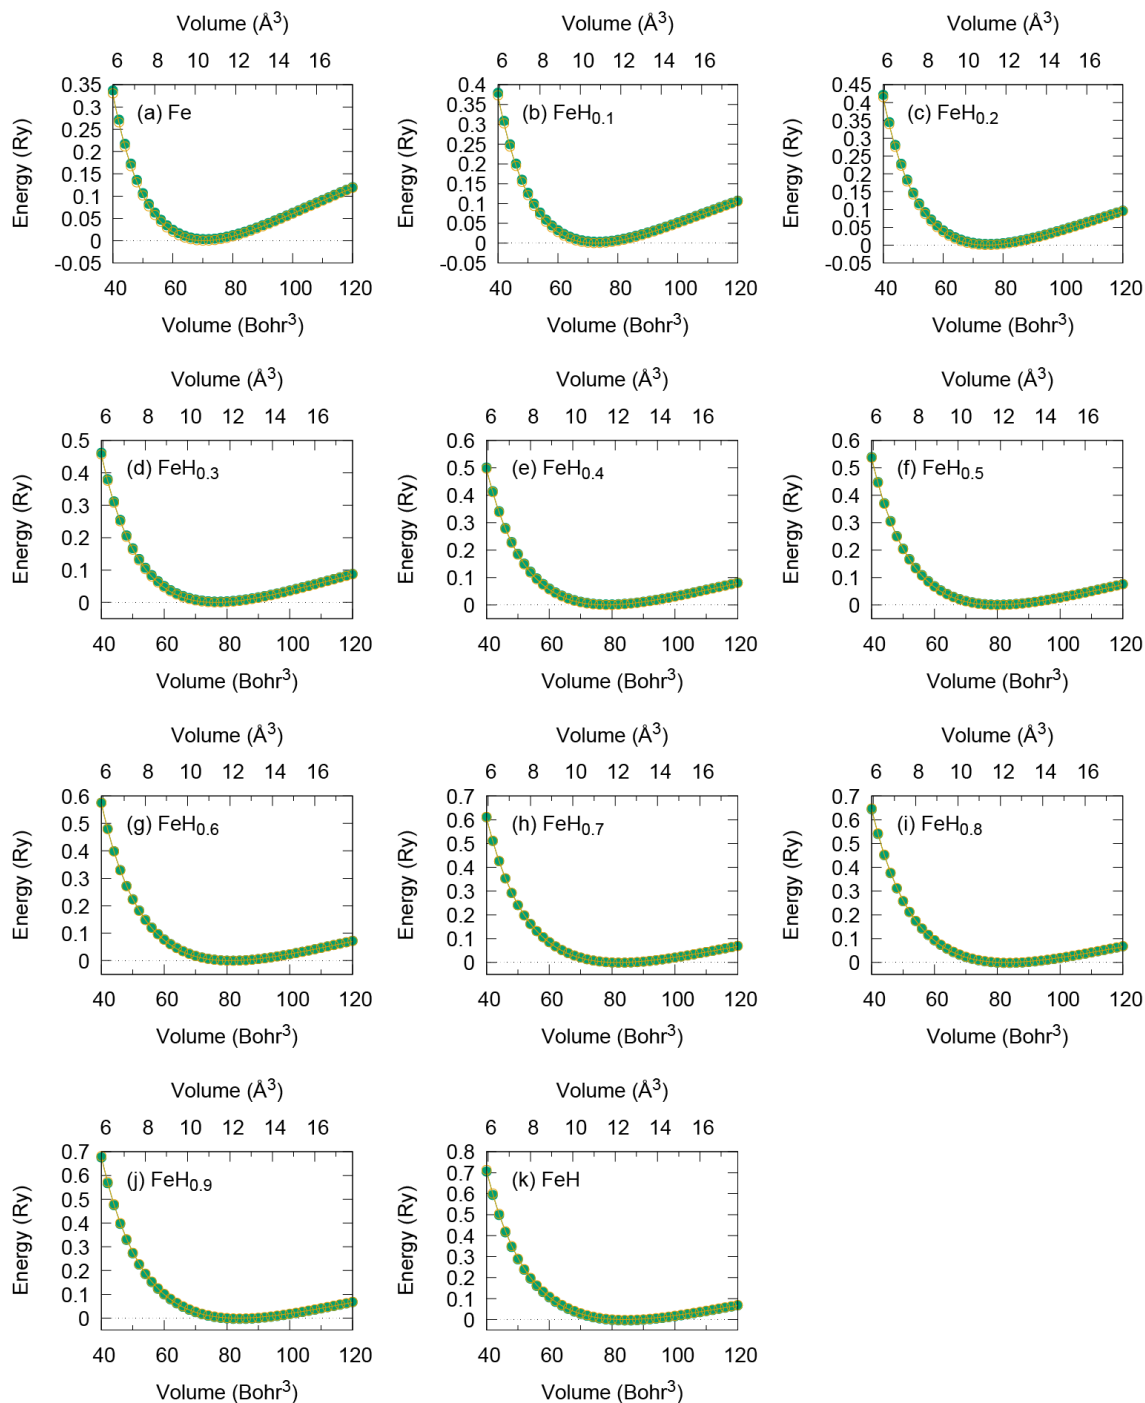 Volume (Å³) Volume (Å³) Volume (Å³)
6 8 10 12 14 16 6 8 10 12 14 16 6 8 10 12 14 16
0.35 0.3 0.25 0.2 0.15 0.1 0.05 0 -0.05
Energy (Ry)
(a) Fe
40 60 80 100 120
Volume (Bohr³)
0.4 0.35 0.3 0.25 0.2 0.15 0.1 0.05 0 -0.05
Energy (Ry)
(b) FeH0.1
40 60 80 100 120
Volume (Bohr³)
0.45 0.4 0.35 0.3 0.25 0.2 0.15 0.1 0.05 0 -0.05
Energy (Ry)
(c) FeH0.2
40 60 80 100 120
Volume (Bohr³)
Volume (Å³) Volume (Å³) Volume (Å³)
6 8 10 12 14 16 6 8 10 12 14 16 6 8 10 12 14 16
0.5 0.4 0.3 0.2 0.1 0
Energy (Ry)
(d) FeH0.3
40 60 80 100 120
Volume (Bohr³)
0.6 0.5 0.4 0.3 0.2 0.1 0
Energy (Ry)
(e) FeH0.4
40 60 80 100 120
Volume (Bohr³)
0.6 0.5 0.4 0.3 0.2 0.1 0
Energy (Ry)
(f) FeH0.5
40 60 80 100 120
Volume (Bohr³)
Volume (Å³) Volume (Å³) Volume (Å³)
6 8 10 12 14 16 6 8 10 12 14 16 6 8 10 12 14 16
0.6 0.5 0.4 0.3 0.2 0.1 0
Energy (Ry)
(g) FeH0.6
40 60 80 100 120
Volume (Bohr³)
0.7 0.6 0.5 0.4 0.3 0.2 0.1 0
Energy (Ry)
(h) FeH0.7
40 60 80 100 120
Volume (Bohr³)
0.7 0.6 0.5 0.4 0.3 0.2 0.1 0
Energy (Ry)
(i) FeH0.8
40 60 80 100 120
Volume (Bohr³)
Volume (Å³) Volume (Å³)
6 8 10 12 14 16 6 8 10 12 14 16
0.7 0.6 0.5 0.4 0.3 0.2 0.1 0
Energy (Ry)
(j) FeH0.9
40 60 80 100 120
Volume (Bohr³)
0.8 0.7 0.6 0.5 0.4 0.3 0.2 0.1 0
Energy (Ry)
(k) FeH
40 60 80 100 120
Volume (Bohr³)